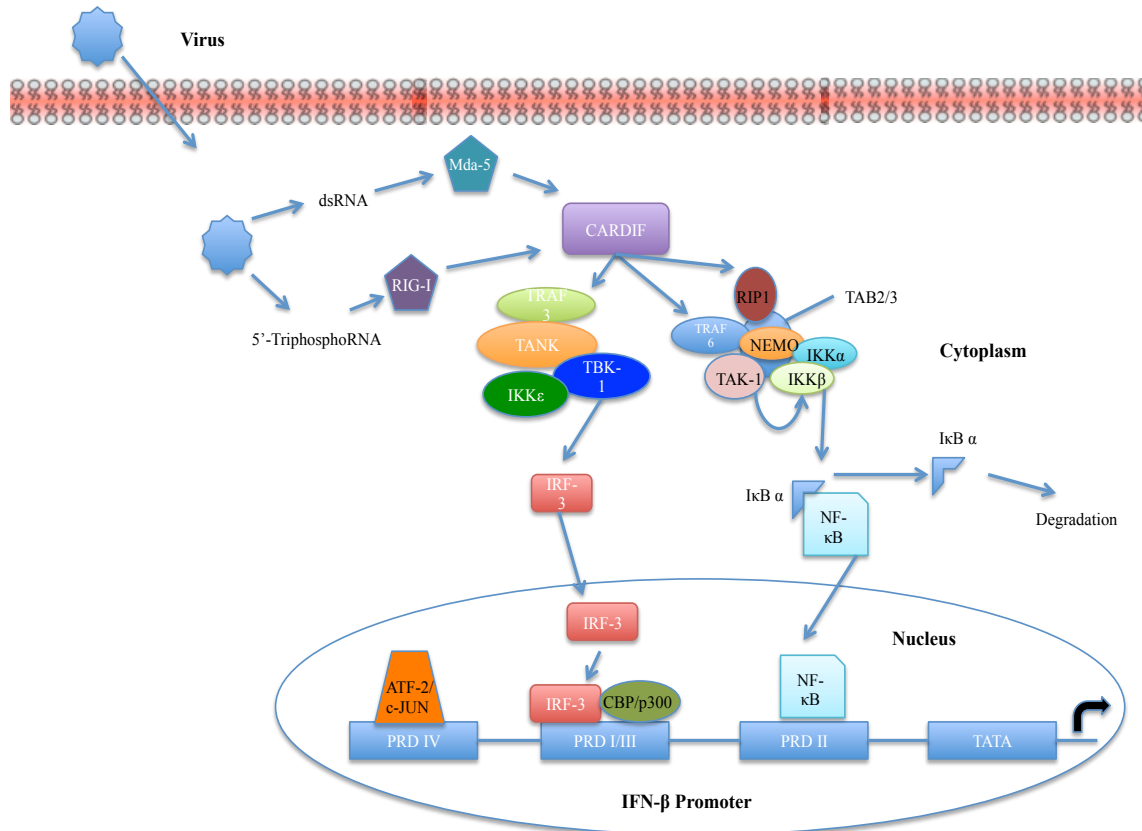 Virus
Mda-5
dsRNA
CARDIF
RIG-I
5’-TriphosphoRNA
TRAF
3
TANK
TBK-
1
IKKε
RIP1
TAB2/3
TRAF
6
NEMO
IKKα
TAK-1
IKKβ
Cytoplasm
IRF-
3
IκB α
IκB α
NF-
κB
Degradation
Nucleus
IRF-3
ATF-2/
c-JUN
IRF-3
CBP/p300
NF-
κB
PRD IV
PRD I/III
PRD II
TATA
IFN-β Promoter